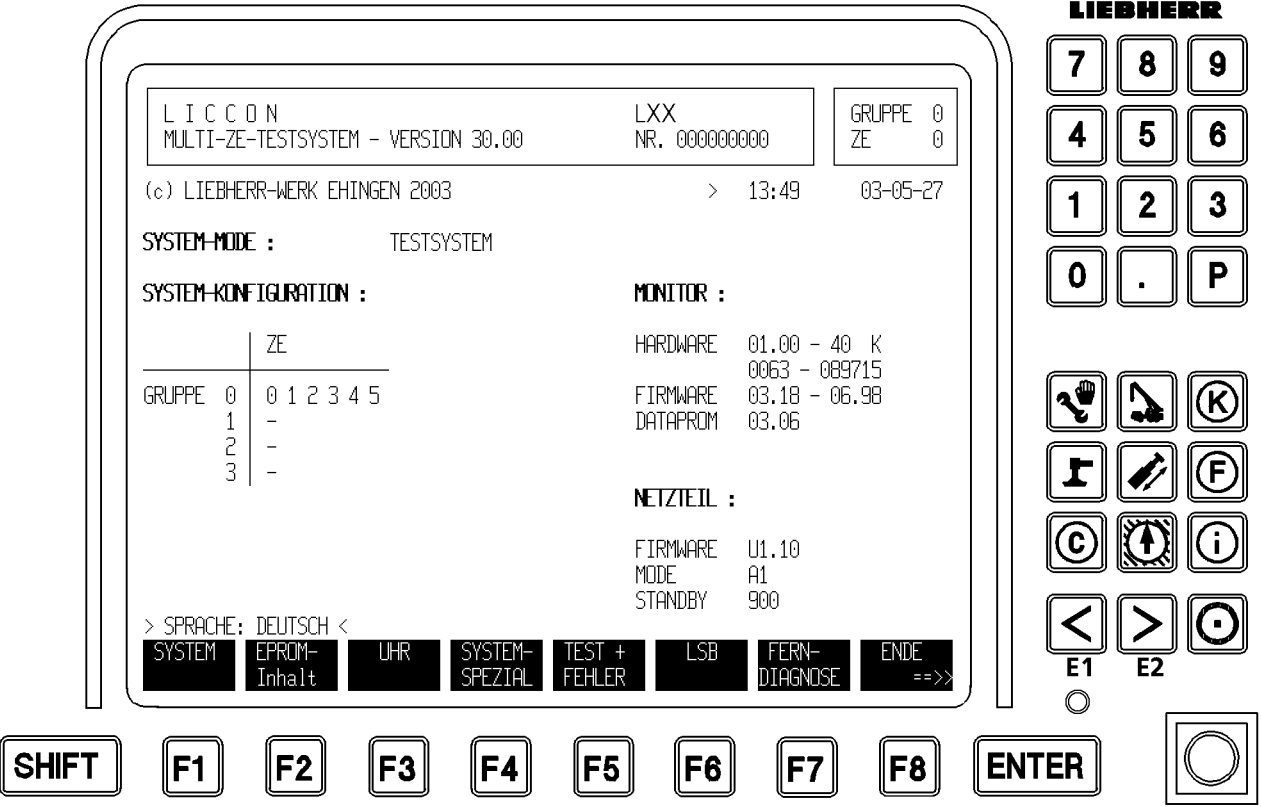 LIEBHERR
L I C C O N LXX GRUPPE 0
MULTI-ZE-TESTSYSTEM - VERSION 30.00 NR. 000000000 ZE 0
(c) LIEBHERR-WERK EHINGEN 2003 > 13:49 03-05-27
SYSTEM-MODE : TESTSYSTEM
SYSTEM-KONFIGURATION : MONITOR :
ZE HARDWARE 01.00 - 40 K
0063 - 089715
GRUPPE 0 0 1 2 3 4 5 FIRMWARE 03.18 - 06.98
1 - DATAPROM 03.06
2 -
3 -
NETZTEIL :
FIRMWARE U1.10
MODE A1
STANDBY 900
> SPRACHE: DEUTSCH <
SYSTEM EPROM- UHR SYSTEM- TEST + LSB FERN- ENDE
Inhalt SPEZIAL FEHLER DIAGNOSE ==>>
7 8 9
4 5 6
1 2 3
0 . P
K
F
C i
< >
E1 E2
SHIFT F1 F2 F3 F4 F5 F6 F7 F8 ENTER